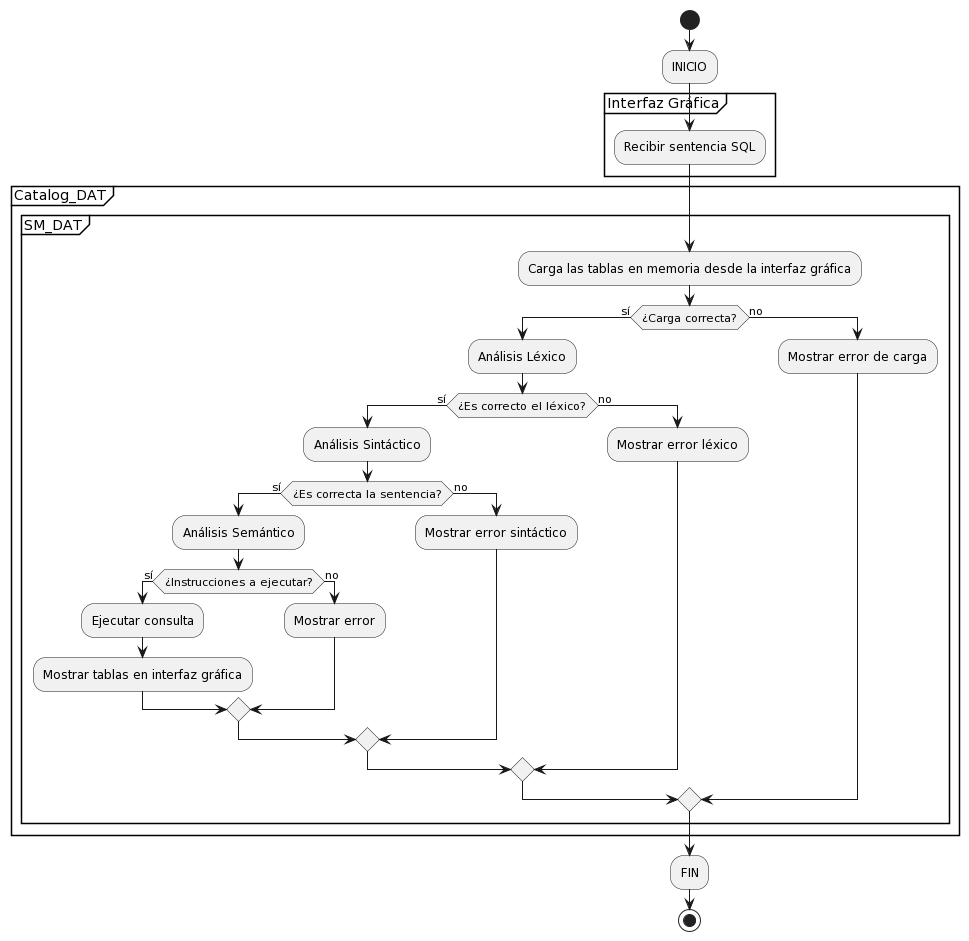 INICIO
Interfaz Gráfica
Recibir sentencia SQL
Catalog_DAT
SM_DAT
Carga las tablas en memoria desde la interfaz gráfica
sí
¿Carga correcta?
no
Análisis Léxico
Mostrar error de carga
sí
¿Es correcto el léxico?
no
Análisis Sintáctico
Mostrar error léxico
sí
¿Es correcta la sentencia?
no
Análisis Semántico
Mostrar error sintáctico
sí
¿Instrucciones a ejecutar?
no
Ejecutar consulta
Mostrar error
Mostrar tablas en interfaz gráfica
FIN